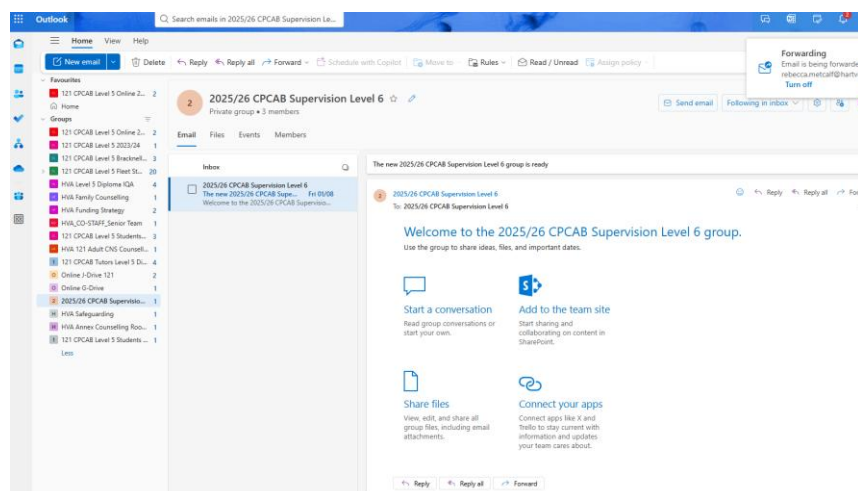 Outlook
Search emails in 2025/26 CPCAB Supervision Le...
Home View Help
New email Delete Reply Reply all Forward Schedule with Copilot Move to Rules Read / Unread Assign policy
Forwarding
Email is being forwarde
rebecca.metcalf@hartv
Turn off
Favourites
121 CPCAB Level 5 Online 2... 2
Home
Groups
121 CPCAB Level 5 Online 2... 2
121 CPCAB Level 5 2023/24 1
121 CPCAB Level 5 Bracknell... 3
121 CPCAB Level 5 Fleet St... 20
HVA Level 5 Diploma IQA 4
HVA Family Counselling 1
HVA Funding Strategy 2
HVA_CO-STAFF_Senior Team 1
121 CPCAB Level 5 Students... 3
HVA 121 Adult CNS Counsell... 1
121 CPCAB Tutors Level 5 Di... 4
Online J-Drive 121 2
Online G-Drive 1
2025/26 CPCAB Supervisio... 1
HVA Safeguarding 1
HVA Annex Counselling Roo... 1
121 CPCAB Level 5 Students ... 1
Less
2
2025/26 CPCAB Supervision Level 6
Private group • 3 members
Send email Following in inbox
Email Files Events Members
Inbox
2025/26 CPCAB Supervision Level 6
The new 2025/26 CPCAB Supe... Fri 01/08
Welcome to the 2025/26 CPCAB Supervisio...
The new 2025/26 CPCAB Supervision Level 6 group is ready
2
2025/26 CPCAB Supervision Level 6
To: 2025/26 CPCAB Supervision Level 6
Reply Reply all Fo
Welcome to the 2025/26 CPCAB Supervision Level 6 group.
Use the group to share ideas, files, and important dates.
Start a conversation
Read group conversations or
start your own.
Add to the team site
Start sharing and
collaborating on content in
SharePoint.
Share files
View, edit, and share all
group files, including email
attachments.
Connect your apps
Connect apps like X and
Trello to stay current with
information and updates
your team cares about.
Reply Reply all Forward